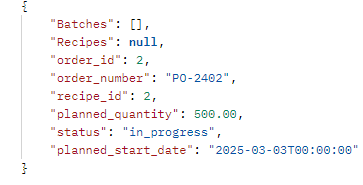 {
"Batches": [],
"Recipes": null,
"order_id": 2,
"order_number": "PO-2402",
"recipe_id": 2,
"planned_quantity": 500.00,
"status": "in_progress",
"planned_start_date": "2025-03-03T00:00:00"
}